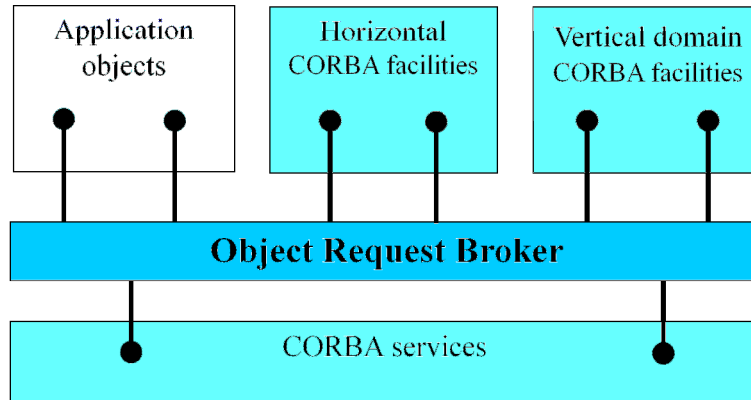 Application
objects
Horizontal
CORBA facilities
Vertical domain
CORBA facilities
Object Request Broker
CORBA services